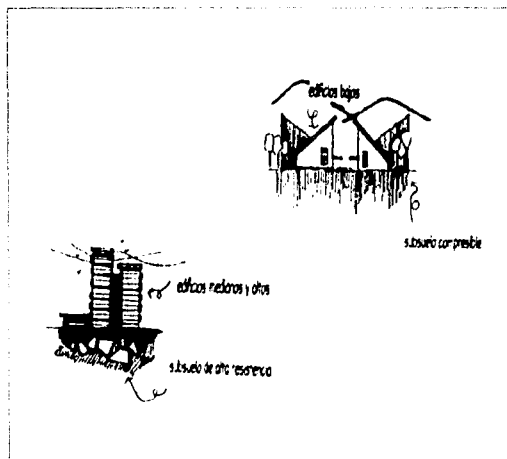 edificios bajos
subsuelo compresible
edificios medianos y altos
subsuelo de alta resistencia